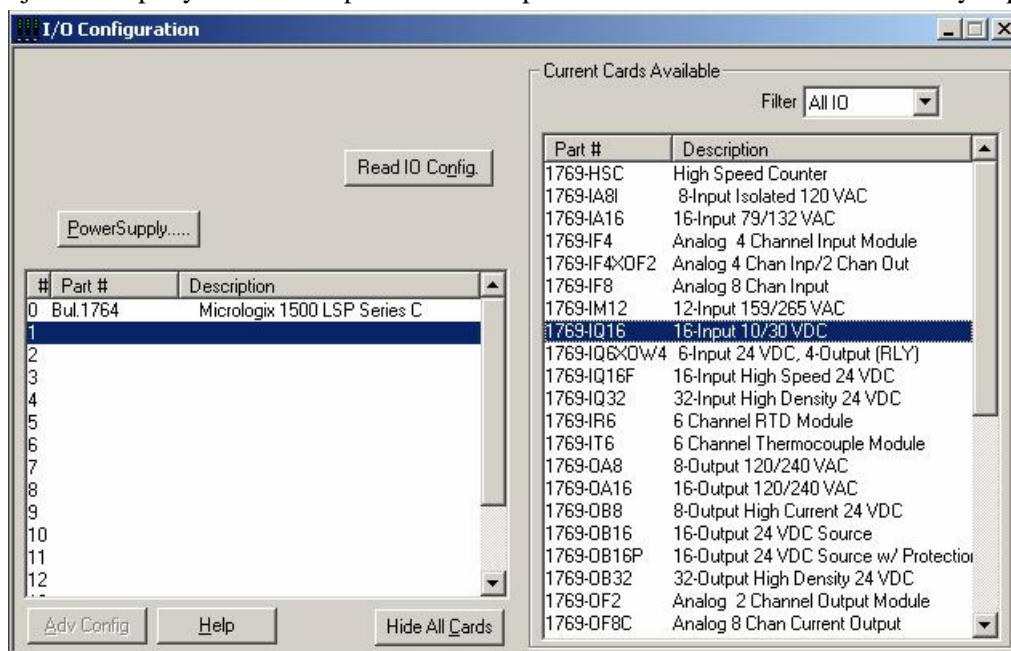 I/O Configuration
Read IO Config.
PowerSupply.....
# Part # Description
0 Bul.1764 Micrologix 1500 LSP Series C
1
2
3
4
5
6
7
8
9
10
11
12
Adv Config Help Hide All Cards
Current Cards Available
Filter All IO
Part # Description
1769-HSC High Speed Counter
1769-IA8I 8-Input Isolated 120 VAC
1769-IA16 16-Input 79/132 VAC
1769-IF4 Analog 4 Channel Input Module
1769-IF4XOF2 Analog 4 Chan Inp/2 Chan Out
1769-IF8 Analog 8 Chan Input
1769-IM12 12-Input 159/265 VAC
1769-IQ16 16-Input 10/30 VDC
1769-IQ6XOW4 6-Input 24 VDC, 4-Output (RLY)
1769-IQ16F 16-Input High Speed 24 VDC
1769-IQ32 32-Input High Density 24 VDC
1769-IR6 6 Channel RTD Module
1769-IT6 6 Channel Thermocouple Module
1769-OA8 8-Output 120/240 VAC
1769-OA16 16-Output 120/240 VAC
1769-OB8 8-Output High Current 24 VDC
1769-OB16 16-Output 24 VDC Source
1769-OB16P 16-Output 24 VDC Source w/ Protection
1769-OB32 32-Output High Density 24 VDC
1769-OF2 Analog 2 Channel Output Module
1769-OF8C Analog 8 Chan Current Output